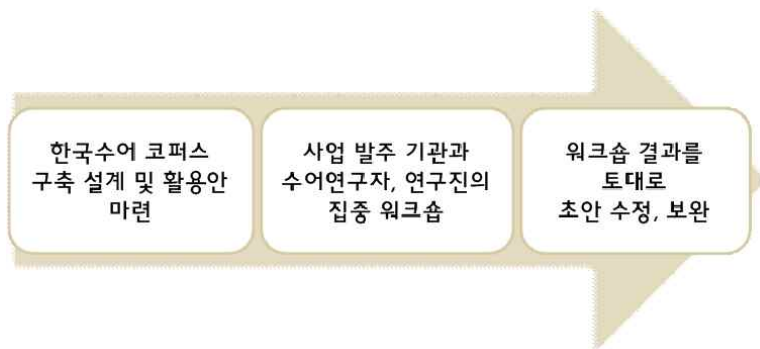 한국수어 코퍼스
구축 설계 및 활용안
마련
사업 발주 기관과
수어연구자, 연구진의
집중 워크숍
워크숍 결과를
토대로
초안 수정, 보완